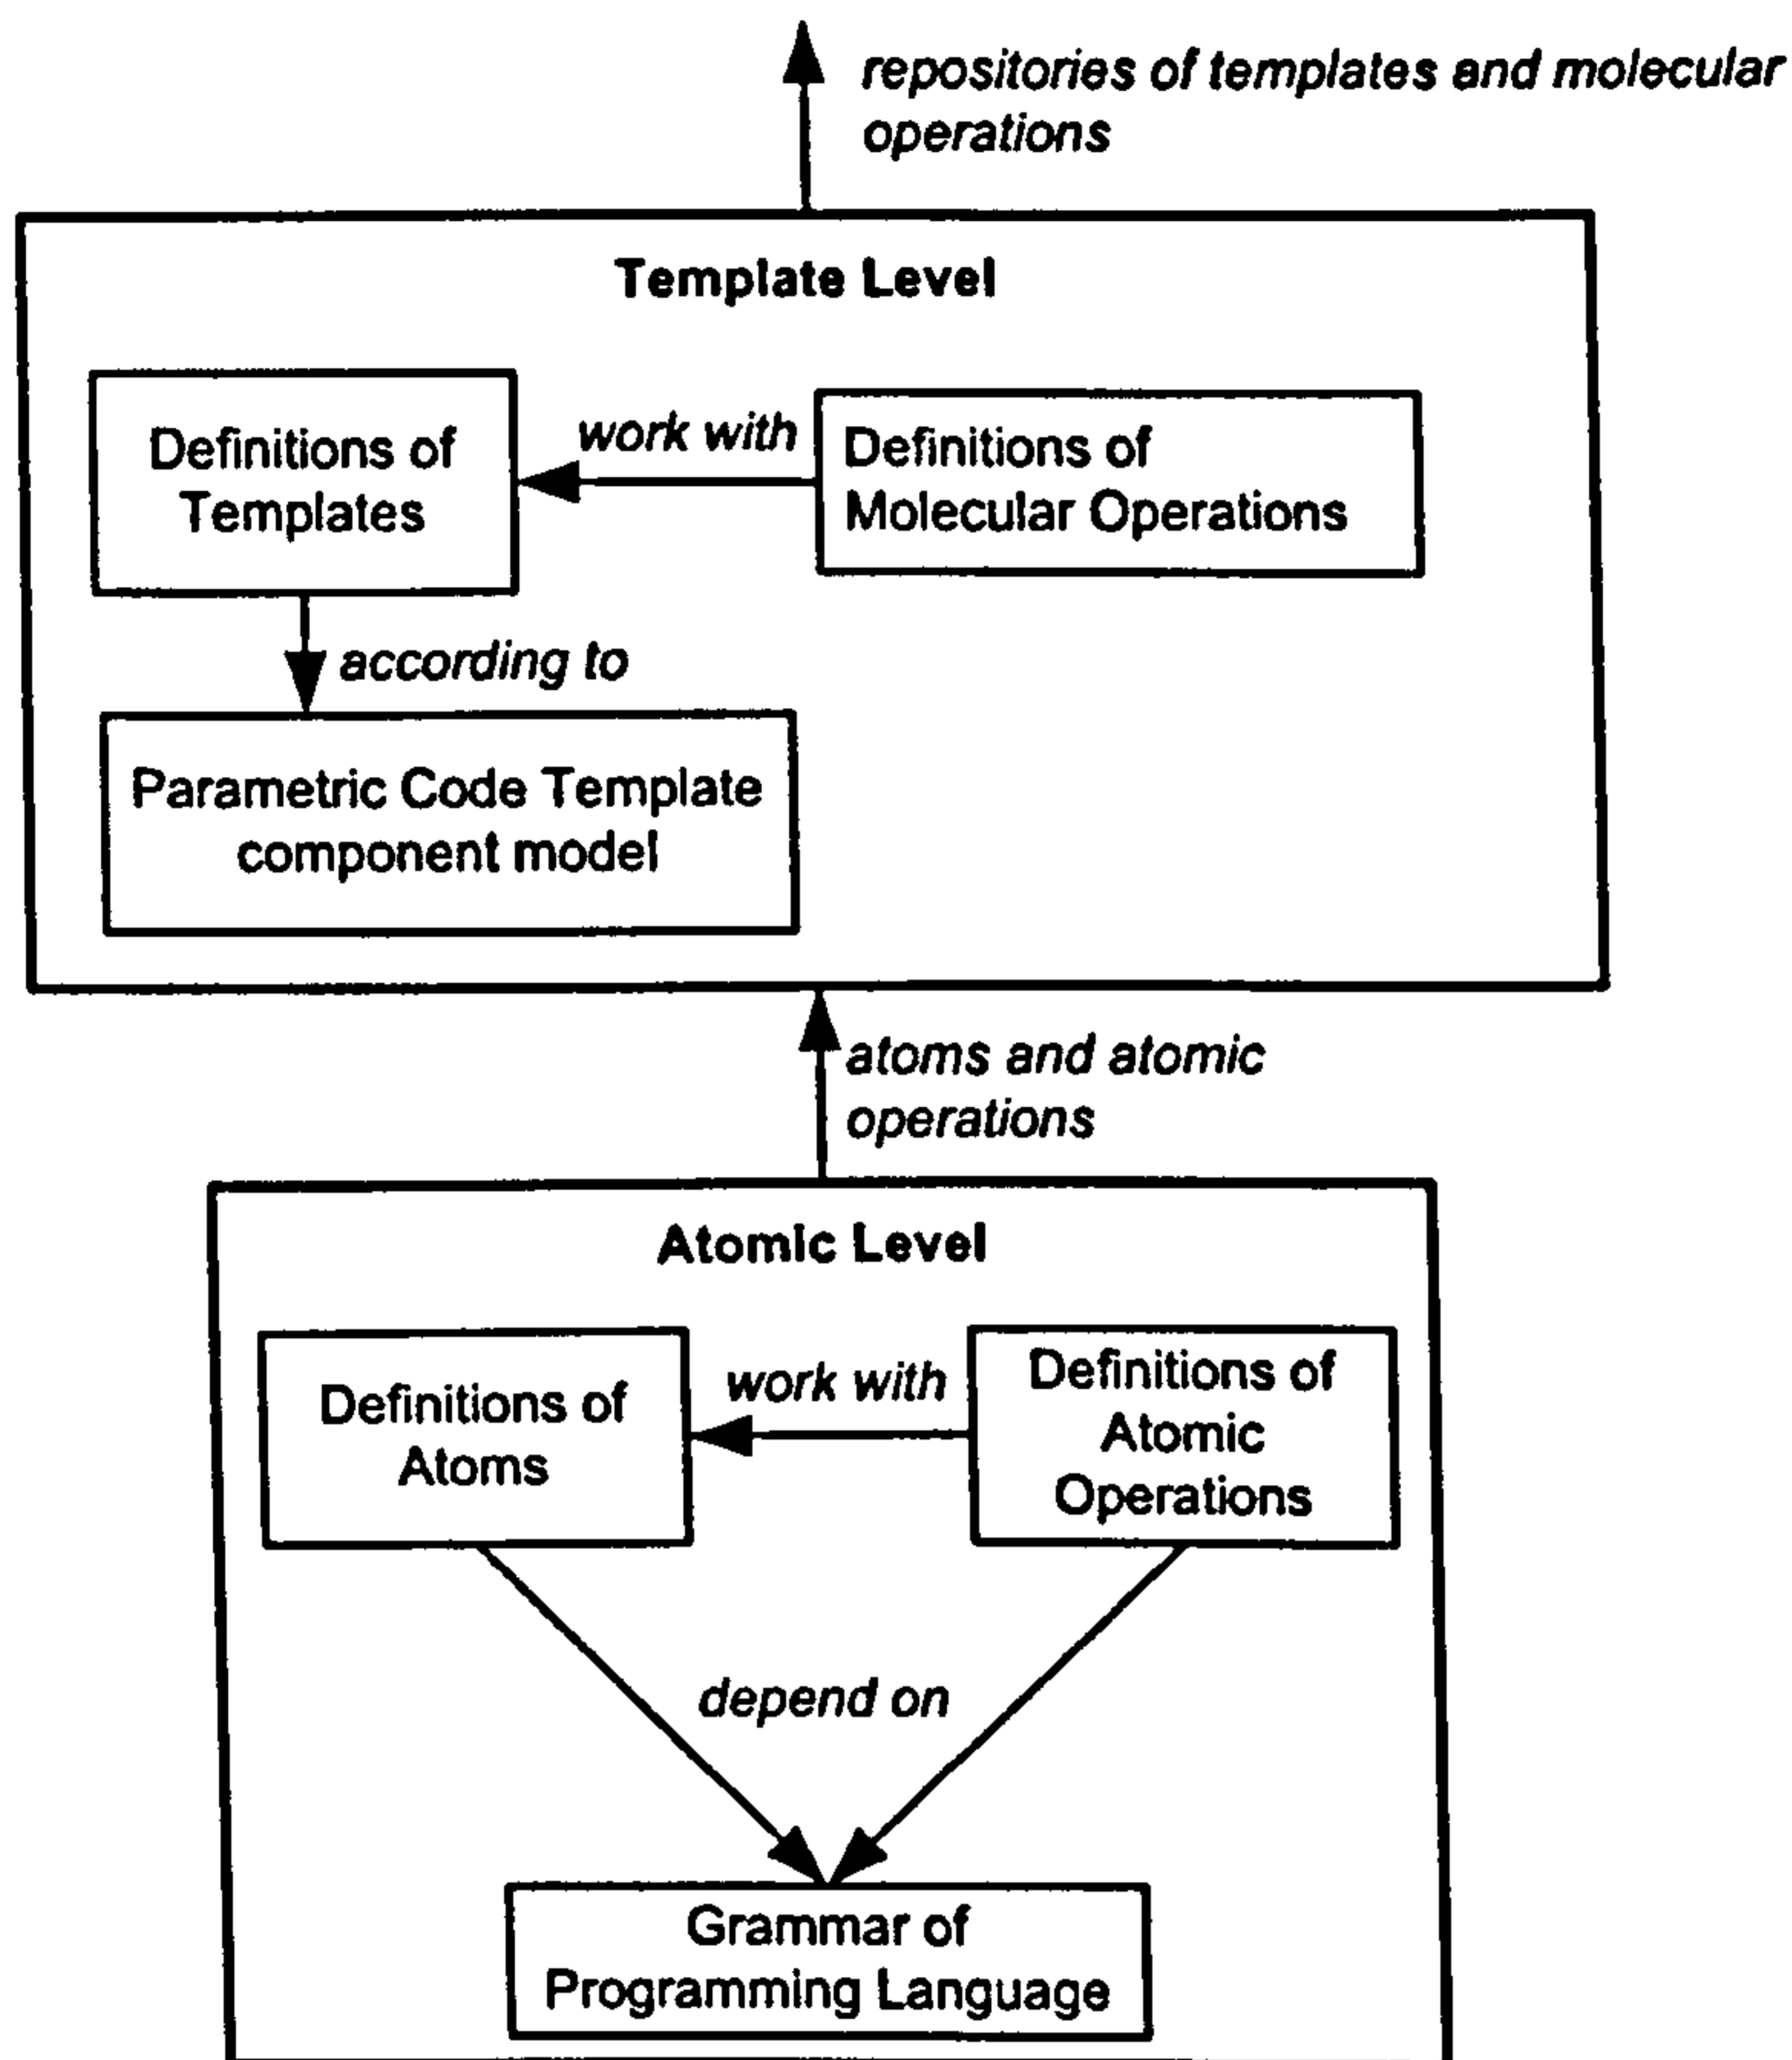 repositories of templates and molecular
operations
Template Level
Definitions of
Templates
work with
Definitions of
Molecular Operations
according to
Parametric Code Template
component model
atoms and atomic
operations
Atomic Level
Definitions of
Atoms
work with
Definitions of
Atomic
Operations
depend on
Grammar of
Programming Language